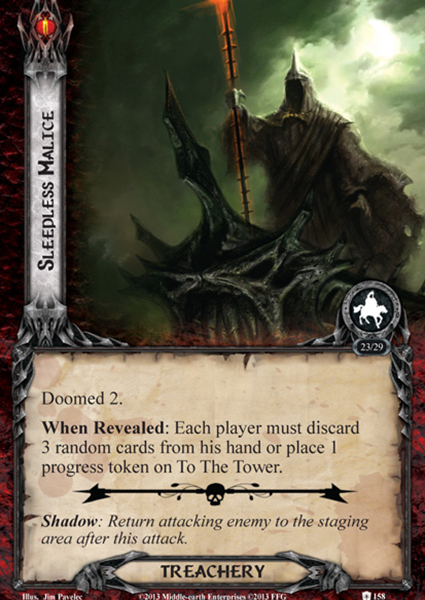 Sleepless Malice
23/29
Doomed 2.
When Revealed: Each player must discard
3 random cards from his hand or place 1
progress token on To The Tower.
Shadow: Return attacking enemy to the staging
area after this attack.
TREACHERY
Illus. Jim Pavelec
©2013 Middle-earth Enterprises ©2013 FFG
158